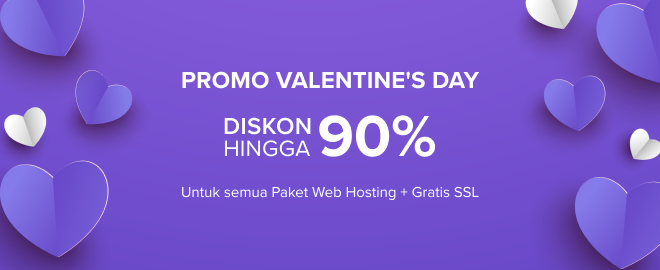 PROMO VALENTINE'S DAY
DISKON
HINGGA
90%
Untuk semua Paket Web Hosting + Gratis SSL